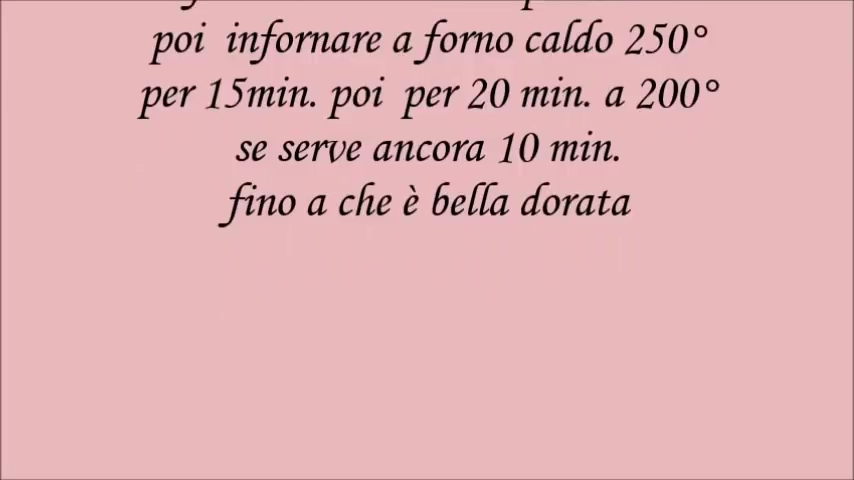 poi infornare a forno caldo 250°
per 15min. poi per 20 min. a 200°
se serve ancora 10 min.
fino a che è bella dorata